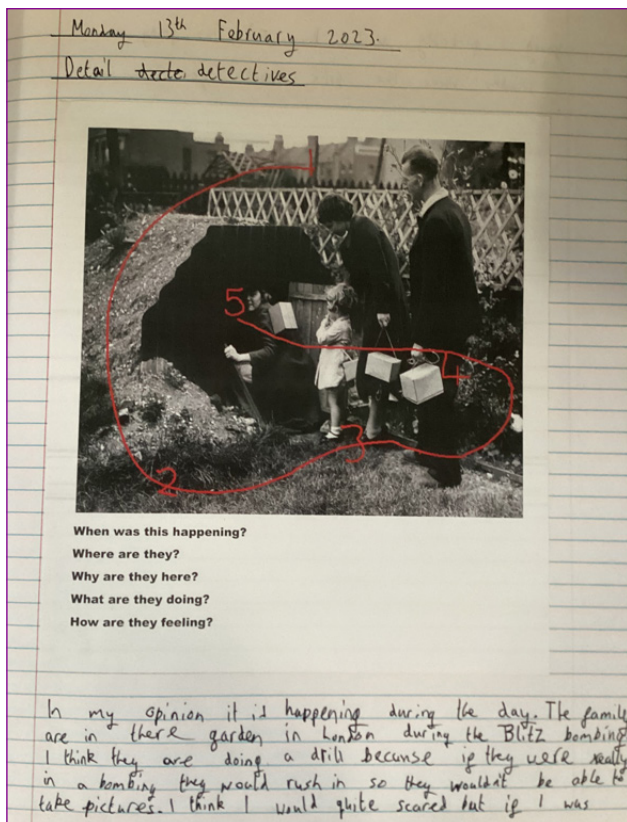 Monday 13th February 2023.
Detail decte detectives
1
5
4
3
2
When was this happening?
Where are they?
Why are they here?
What are they doing?
How are they feeling?
In my opinion it is happening during the day. The family
are in there garden in London during the Blitz bombing
I think they are doing a drill because if they were really
in a bombing they would rush in so they wouldn't be able to
take pictures. I think I would quite scared but if I was